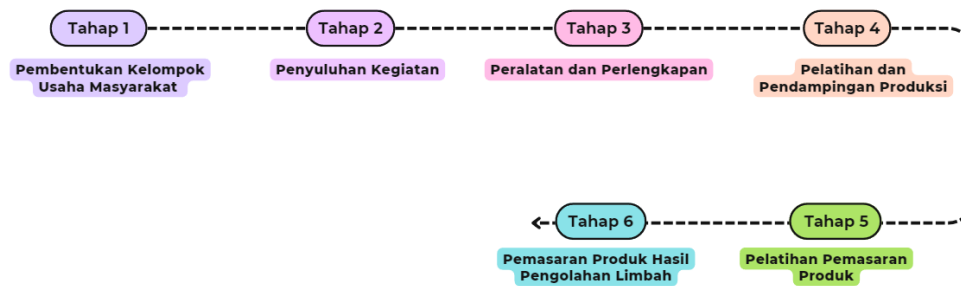 Tahap 1
Pembentukan Kelompok
Usaha Masyarakat
Tahap 2
Penyuluhan Kegiatan
Tahap 3
Peralatan dan Perlengkapan
Tahap 4
Pelatihan dan
Pendampingan Produksi
Tahap 5
Pelatihan Pemasaran
Produk
Tahap 6
Pemasaran Produk Hasil
Pengolahan Limbah